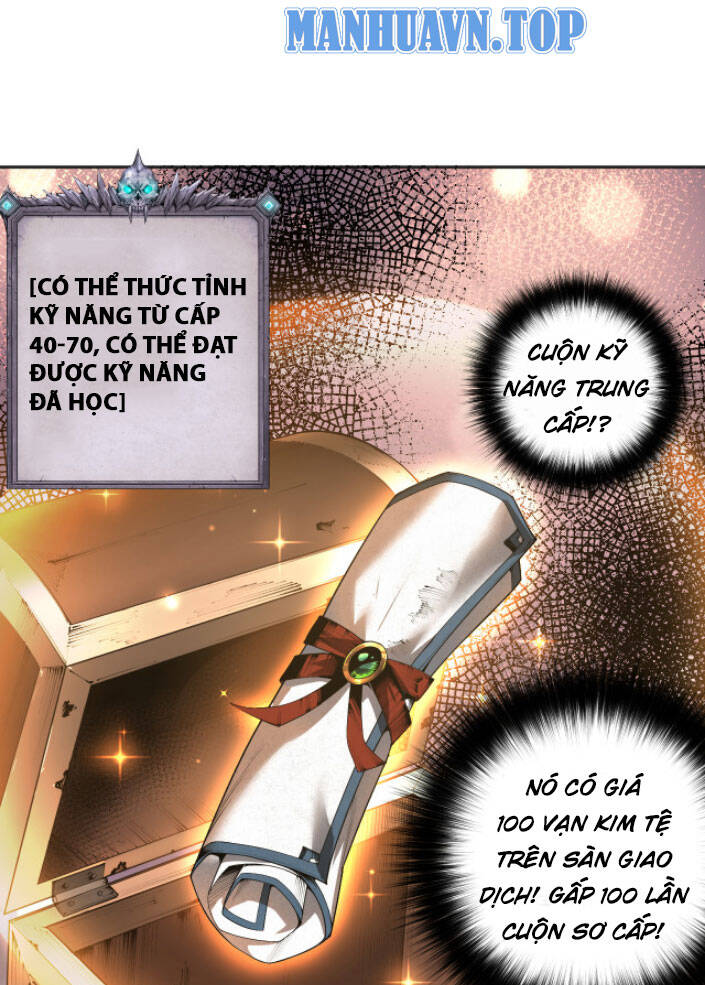 MANHUAVN.TOP
[CÓ THỂ THỨC TỈNH
KỸ NĂNG TỪ CẤP
40-70, CÓ THỂ ĐẠT
ĐƯỢC KỸ NĂNG
ĐÃ HỌC]
CUỘN KỸ
NĂNG TRUNG
CẤP!?
NÓ CÓ GIÁ
100 VẠN KIM TỆ
TRÊN SÀN GIAO
DỊCH! GẤP 100 LẦN
CUỘN SƠ CẤP!